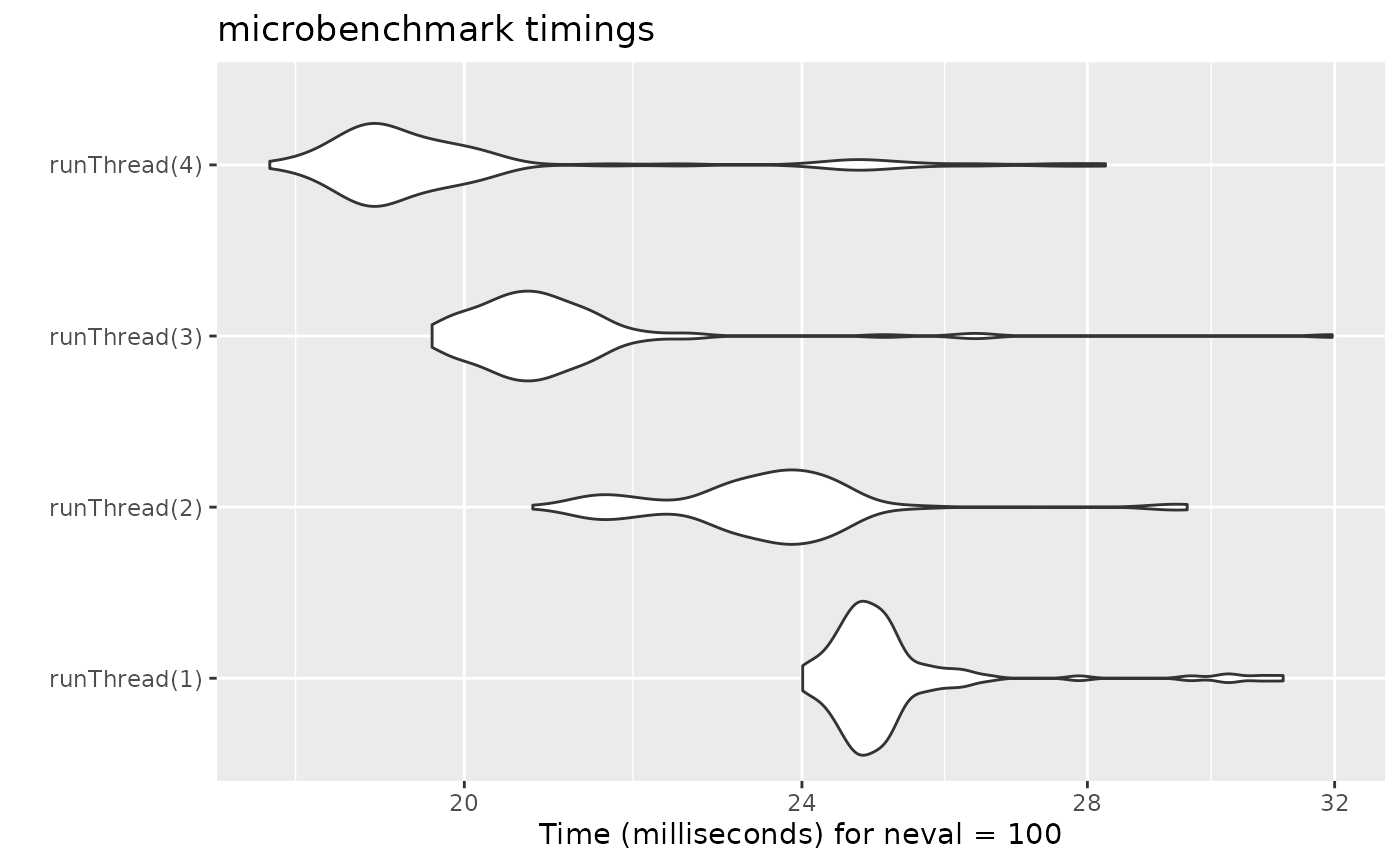 microbenchmark timings
runThread(4)
runThread(3)
runThread(2)
runThread(1)
20 24 28 32
Time (milliseconds) for neval = 100